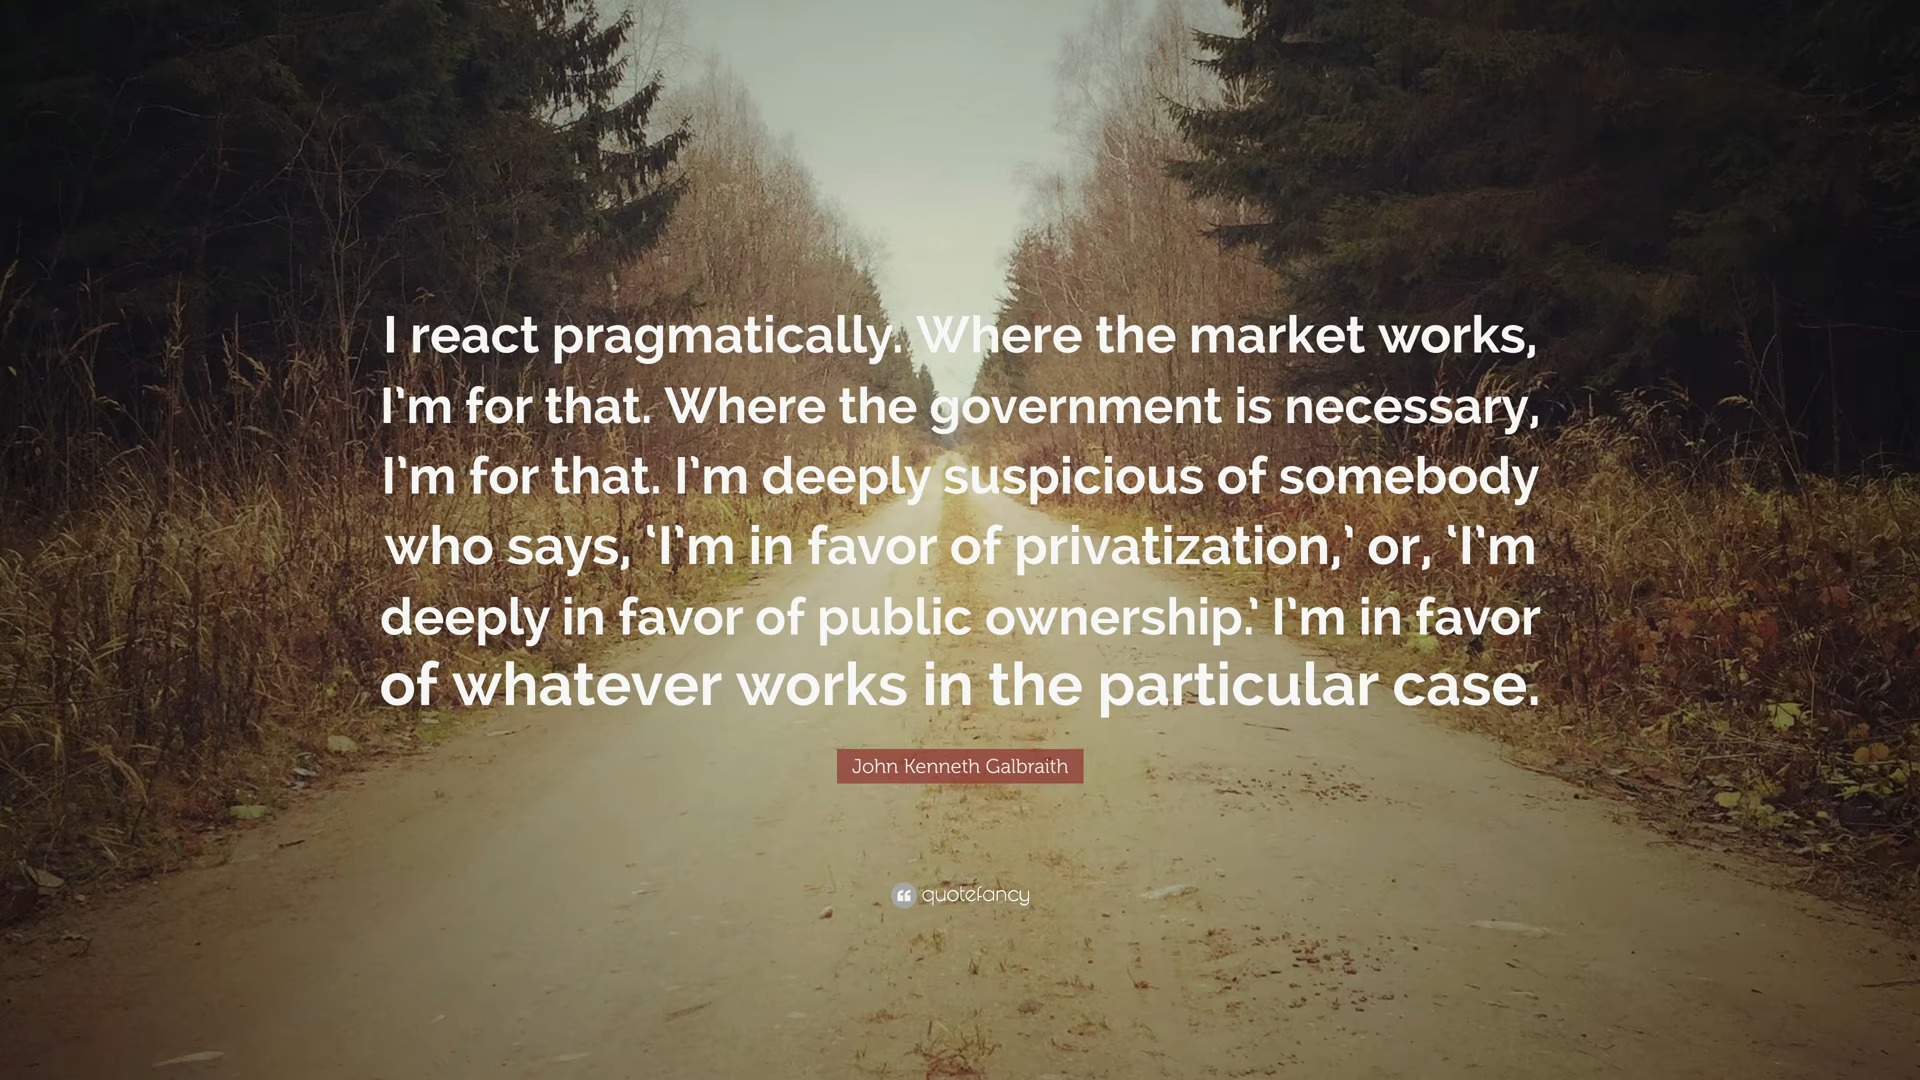 I react pragmatically. Where the market works,
I’m for that. Where the government is necessary,
I’m for that. I’m deeply suspicious of somebody
who says, ‘I’m in favor of privatization,’ or, ‘I’m
deeply in favor of public ownership.’ I’m in favor
of whatever works in the particular case.
John Kenneth Galbraith
quotefancy